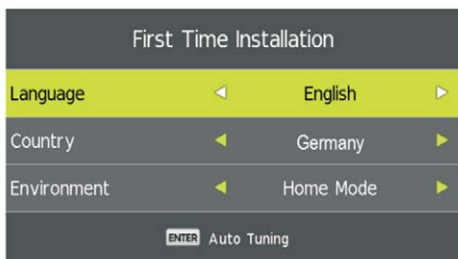 First Time Installation
Language English
Country Germany
Environment Home Mode
ENTER Auto Tuning